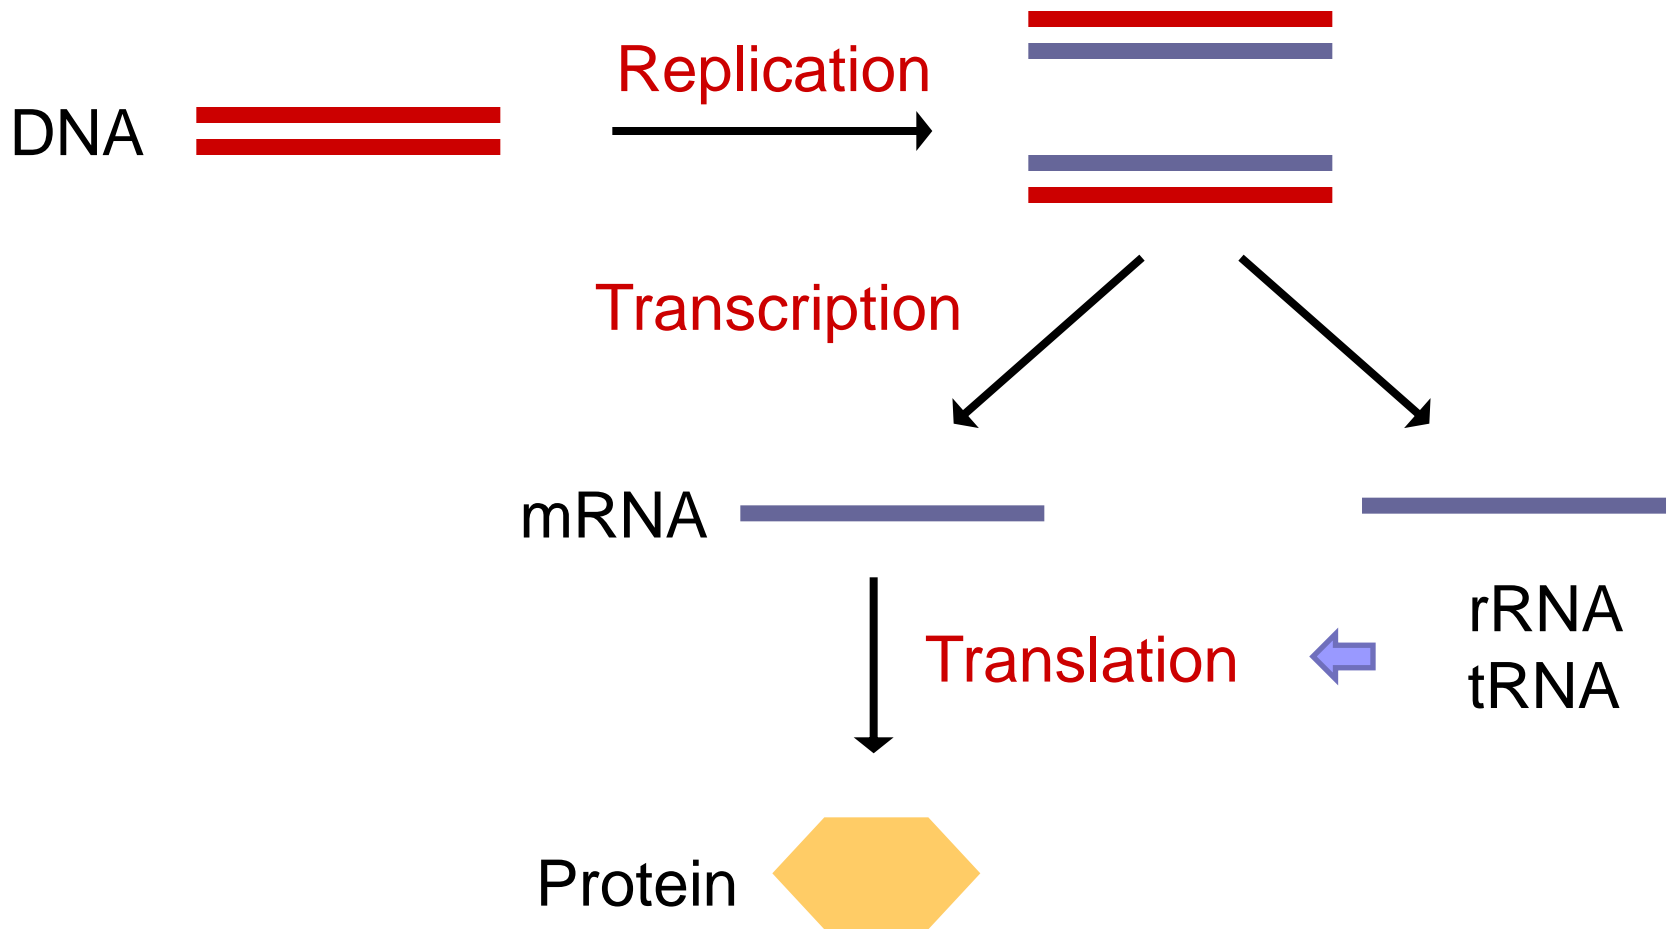 Replication
DNA
Transcription
mRNA
rRNA
tRNA
Translation
Protein